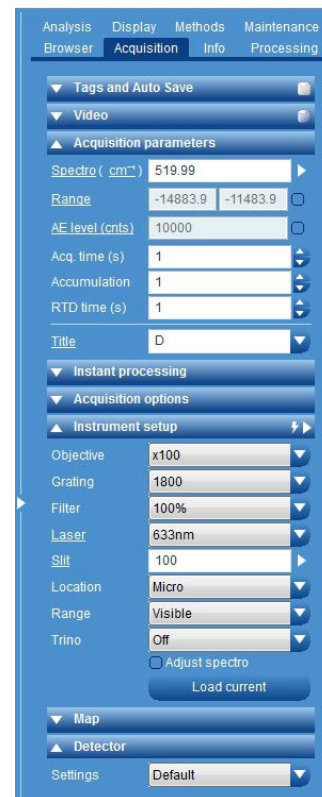 Analysis Display Methods Maintenance
Browser Acquisition Info Processing
Tags and Auto Save
Video
Acquisition parameters
Spectro ( cm⁻¹) 519.99
Range -14883.9 -11483.9
AE level (cnts) 10000
Acq. time (s) 1
Accumulation 1
RTD time (s) 1
Title D
Instant processing
Acquisition options
Instrument setup
Objective x100
Grating 1800
Filter 100%
Laser 633nm
Slit 100
Location Micro
Range Visible
Trino Off
Adjust spectro
Load current
Map
Detector
Settings Default